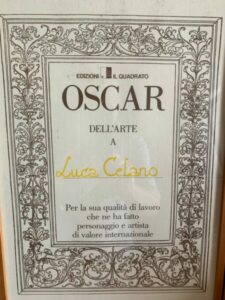 EDIZIONI IL QUADRATO
OSCAR
DELL'ARTE
A
Luca Celano
Per la sua qualità di lavoro
che ne ha fatto
personaggio e artista
di valore internazionale